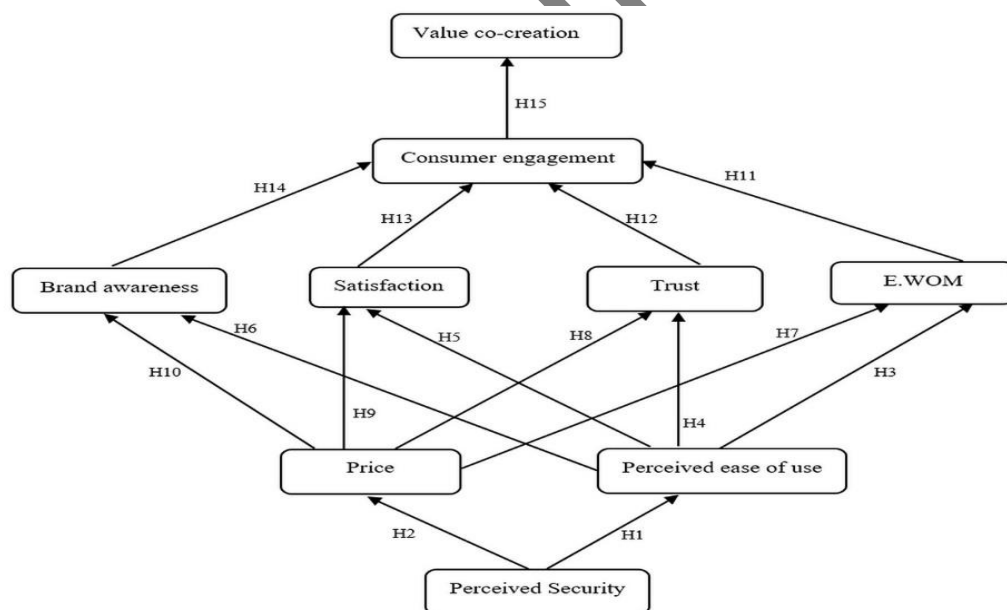 Value co-creation
H15
Consumer engagement
H14
H13
H12
H11
Brand awareness
Satisfaction
Trust
E.WOM
H6
H5
H8
H7
H10
H9
H4
H3
Price
Perceived ease of use
H2
H1
Perceived Security